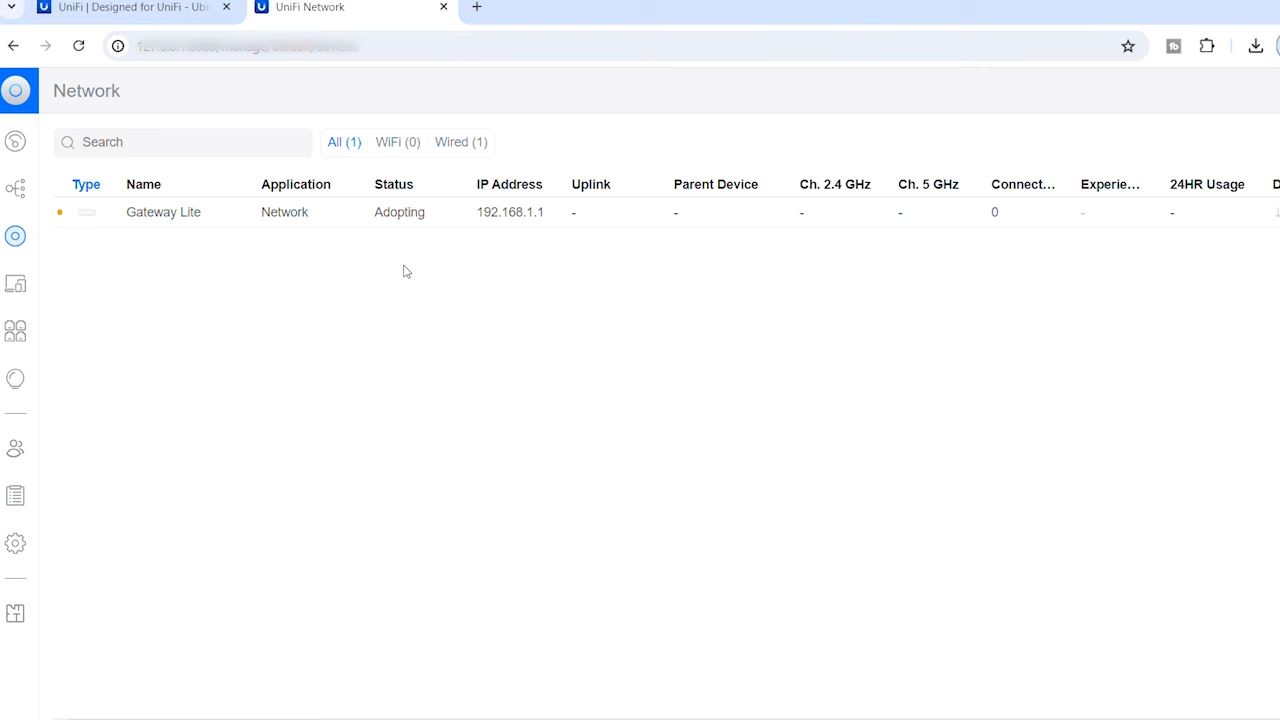 UniFi | Designed for UniFi - Ubi
UniFi Network
Network
Search
All (1) WiFi (0) Wired (1)
Type Name Application Status IP Address Uplink Parent Device Ch. 2.4 GHz Ch. 5 GHz Connect... Experie... 24HR Usage D
Gateway Lite Network Adopting 192.168.1.1 - - - - 0 - - ↓